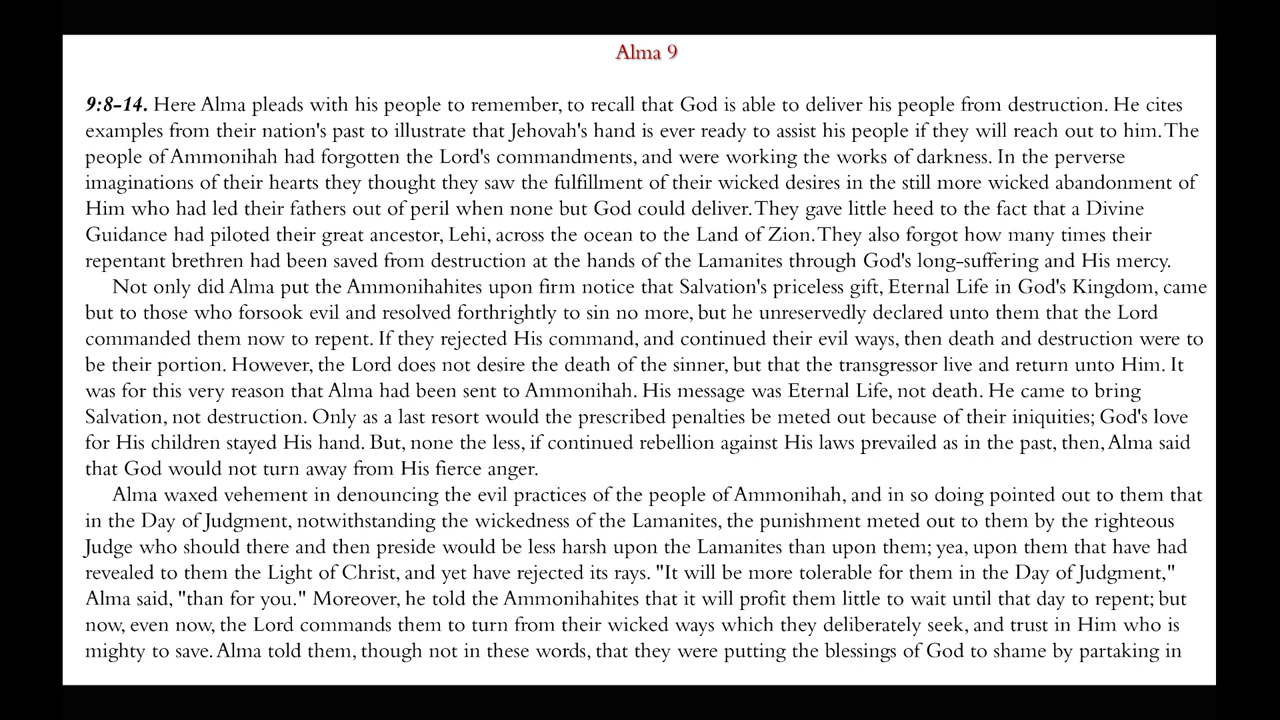 Alma 9
9:8-14. Here Alma pleads with his people to remember, to recall that God is able to deliver his people from destruction. He cites
examples from their nation's past to illustrate that Jehovah's hand is ever ready to assist his people if they will reach out to him. The
people of Ammonihah had forgotten the Lord's commandments, and were working the works of darkness. In the perverse
imaginations of their hearts they thought they saw the fulfillment of their wicked desires in the still more wicked abandonment of
Him who had led their fathers out of peril when none but God could deliver. They gave little heed to the fact that a Divine
Guidance had piloted their great ancestor, Lehi, across the ocean to the Land of Zion. They also forgot how many times their
repentant brethren had been saved from destruction at the hands of the Lamanites through God's long-suffering and His mercy.
Not only did Alma put the Ammonihahites upon firm notice that Salvation's priceless gift, Eternal Life in God's Kingdom, came
but to those who forsook evil and resolved forthrightly to sin no more, but he unreservedly declared unto them that the Lord
commanded them now to repent. If they rejected His command, and continued their evil ways, then death and destruction were to
be their portion. However, the Lord does not desire the death of the sinner, but that the transgressor live and return unto Him. It
was for this very reason that Alma had been sent to Ammonihah. His message was Eternal Life, not death. He came to bring
Salvation, not destruction. Only as a last resort would the prescribed penalties be meted out because of their iniquities; God's love
for His children stayed His hand. But, none the less, if continued rebellion against His laws prevailed as in the past, then, Alma said
that God would not turn away from His fierce anger.
Alma waxed vehement in denouncing the evil practices of the people of Ammonihah, and in so doing pointed out to them that
in the Day of Judgment, notwithstanding the wickedness of the Lamanites, the punishment meted out to them by the righteous
Judge who should there and then preside would be less harsh upon the Lamanites than upon them; yea, upon them that have had
revealed to them the Light of Christ, and yet have rejected its rays. "It will be more tolerable for them in the Day of Judgment,"
Alma said, "than for you." Moreover, he told the Ammonihahites that it will profit them little to wait until that day to repent; but
now, even now, the Lord commands them to turn from their wicked ways which they deliberately seek, and trust in Him who is
mighty to save. Alma told them, though not in these words, that they were putting the blessings of God to shame by partaking in